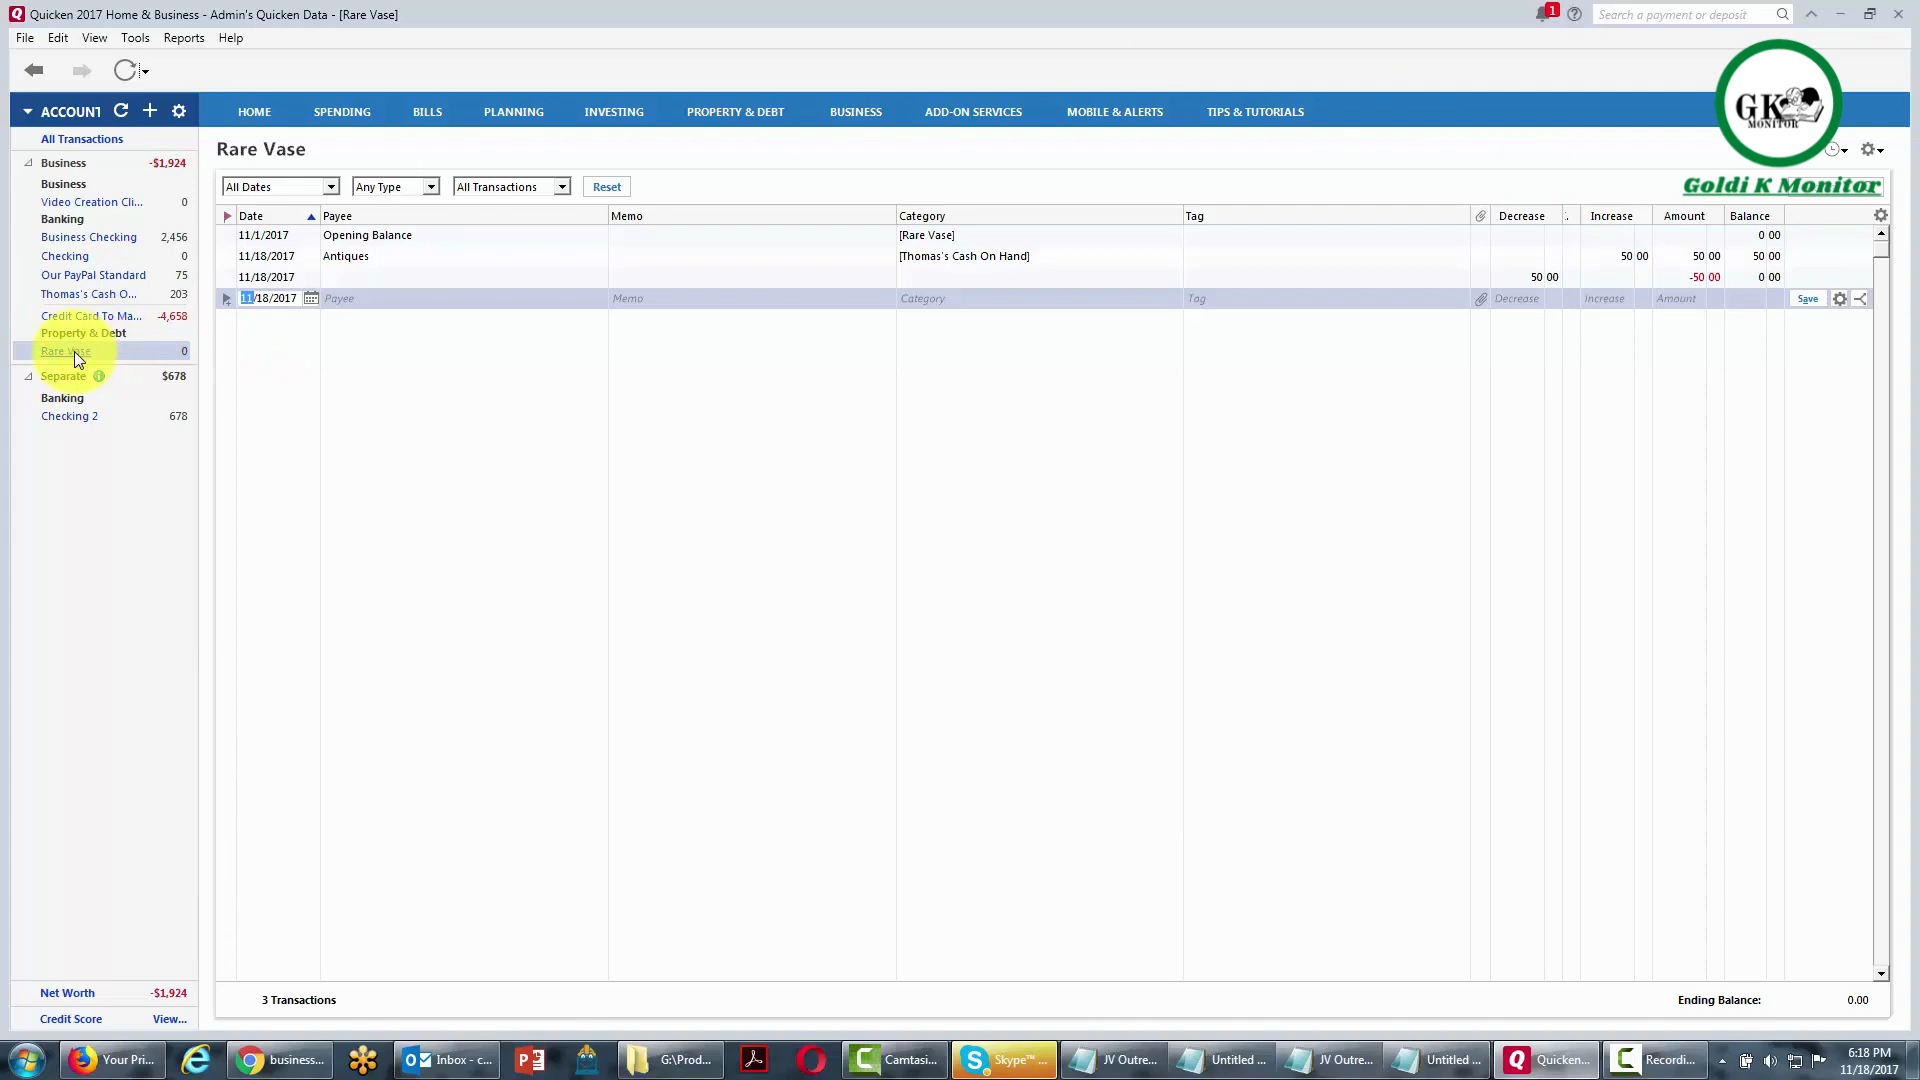 Quicken 2017 Home & Business - Admin's Quicken Data - [Rare Vase]
1
Search a payment or deposit
File Edit View Tools Reports Help
ACCOUNT
HOME SPENDING BILLS PLANNING INVESTING PROPERTY & DEBT BUSINESS ADD-ON SERVICES MOBILE & ALERTS TIPS & TUTORIALS
GK
MONITOR
Goldi K Monitor
All Transactions
Business -$1,924
Business
Video Creation Cli... 0
Banking
Business Checking 2,456
Checking 0
Our PayPal Standard 75
Thomas's Cash O... 203
Credit Card To Ma... -4,658
Property & Debt
Rare Vase 0
Separate $678
Banking
Checking 2 678
Net Worth -$1,924
Credit Score View...
Rare Vase
All Dates Any Type All Transactions Reset
Date Payee Memo Category Tag Decrease Increase Amount Balance
11/1/2017 Opening Balance [Rare Vase] 0 00
11/18/2017 Antiques [Thomas's Cash On Hand] 50 00 50 00 50 00
11/18/2017 50 00 -50 00 0 00
11/18/2017 Payee Memo Category Tag Decrease Increase Amount Save
3 Transactions Ending Balance: 0.00
Your Pri... business... Inbox - c... G:\Prod... Camtasi... Skype™ ... JV Outre... Untitled ... JV Outre... Untitled ... Quicken... Recordi...
6:18 PM
11/18/2017